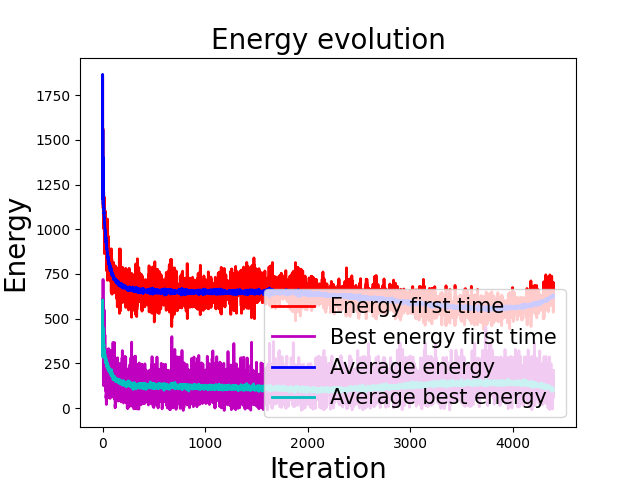 Energy evolution
Energy
1750
1500
1250
1000
750
500
250
0
Energy first time
Best energy first time
Average energy
Average best energy
0 1000 2000 3000 4000
Iteration